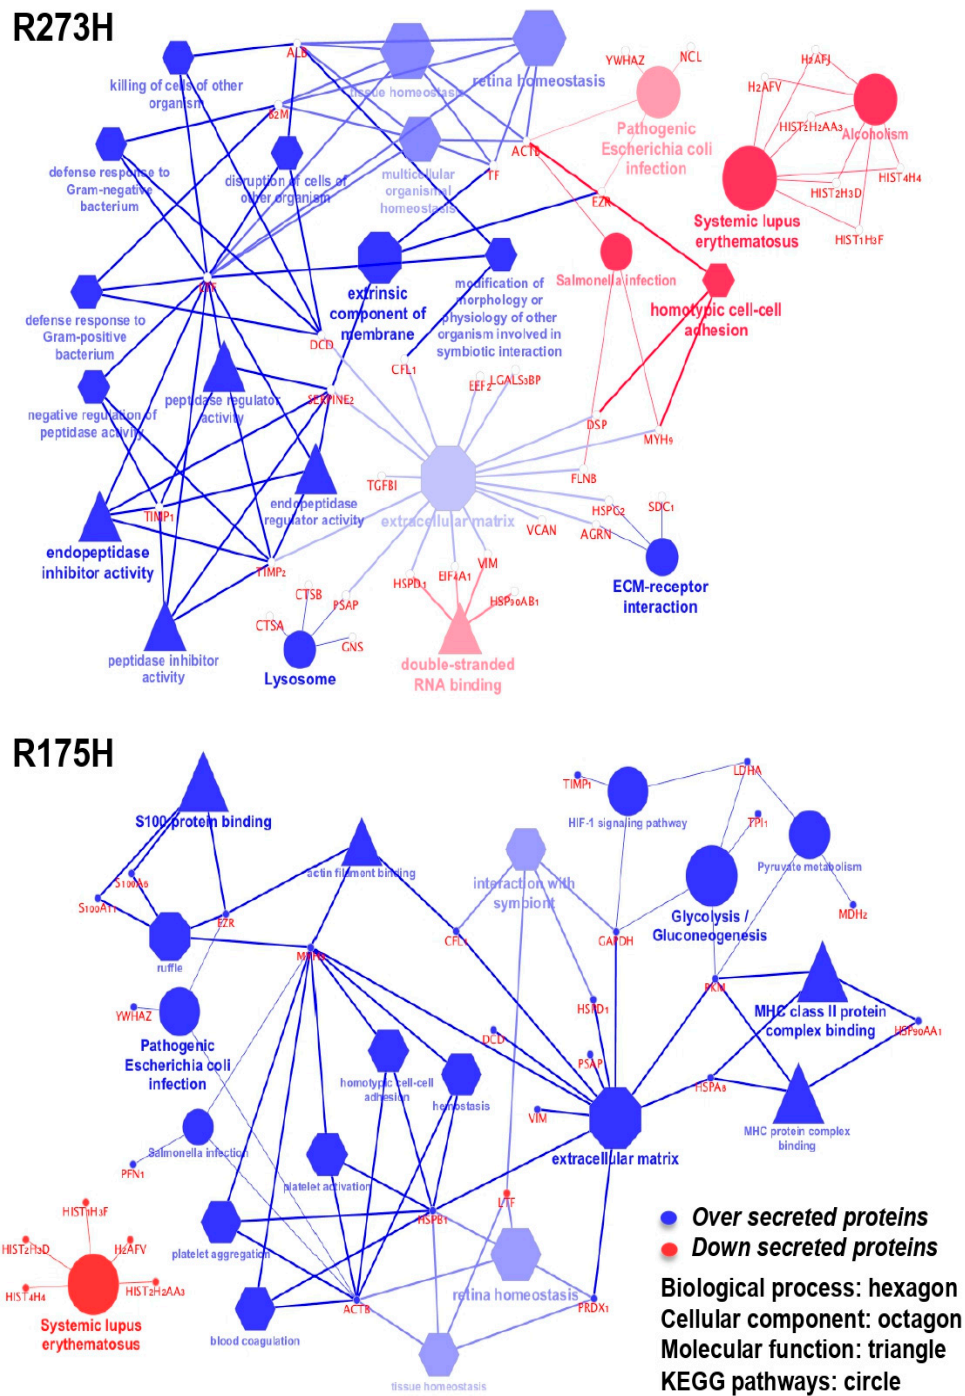 R273H
ALB
killing of cells of other
organism
tissue homeostasis
retina homeostasis
YWHAZ
NCL
H2AFJ
H2AFV
B2M
HIST2H2AA3
Alcoholism
Pathogenic
Escherichia coli
infection
ACTB
defense response to
Gram-negative
bacterium
disruption of cells of
other organism
multicellular
organismal
homeostasis
TF
EZR
HIST4H4
HIST2H3D
HIST1H3F
Systemic lupus
erythematosus
LTF
Salmonella infection
homotypic cell-cell
adhesion
extrinsic
component of
membrane
modification of
morphology or
physiology of other
organism involved in
symbiotic interaction
defense response to
Gram-positive
bacterium
DCD
CFL1
EEF2
LGALS3BP
peptidase regulator
activity
SERPINE2
negative regulation of
peptidase activity
DSP
MYH9
FLNB
TGFBI
endopeptidase
regulator activity
extracellular matrix
TIMP1
HSPG2
SDC1
VCAN
AGRN
endopeptidase
inhibitor activity
TIMP2
VIM
EIF4A1
HSPD1
HSP90AB1
ECM-receptor
interaction
CTSB
PSAP
CTSA
GNS
peptidase inhibitor
activity
Lysosome
double-stranded
RNA binding
R175H
TIMP1
LDHA
S100 protein binding
HIF-1 signaling pathway
TPI1
actin filament binding
Pyruvate metabolism
S100A6
interaction with
symbiont
S100A11
EZR
Glycolysis /
Gluconeogenesis
MDH2
CFL1
GAPDH
ruffle
MYH9
PKM
YWHAZ
HSPD1
MHC class II protein
complex binding
HSP90AA1
Pathogenic
Escherichia coli
infection
DCD
PSAP
homotypic cell-cell
adhesion
hemostasis
HSPA8
VIM
MHC protein complex
binding
Salmonella infection
extracellular matrix
PFN1
platelet activation
LTF
HSPB1
HIST1H3F
HIST2H3D
H2AFV
platelet aggregation
HIST4H4
HIST2H2AA3
retina homeostasis
ACTB
PRDX1
Systemic lupus
erythematosus
blood coagulation
tissue homeostasis
Over secreted proteins
Down secreted proteins
Biological process: hexagon
Cellular component: octagon
Molecular function: triangle
KEGG pathways: circle